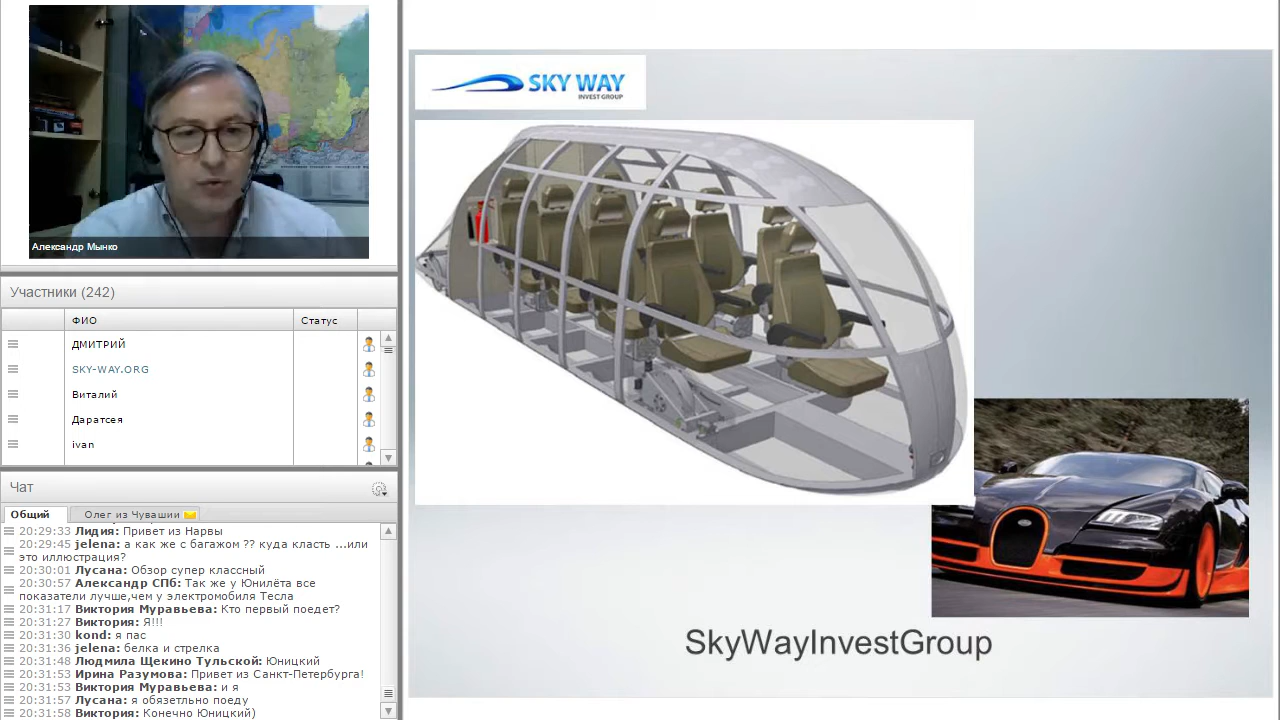 Александр Мынко
Участники (242)
ФИО
Статус
ДМИТРИЙ
SKY-WAY.ORG
Виталий
Даратсея
ivan
Чат
Общий
Олег из Чувашии
20:29:33 Лидия: Привет из Нарвы
20:29:45 jelena: а как же с багажом ?? куда класть ...или
это иллюстрация?
20:30:01 Лусана: Обзор супер классный
20:30:57 Александр СПб: Так же у Юнилёта все
показатели лучше,чем у электромобиля Тесла
20:31:17 Виктория Муравьева: Кто первый поедет?
20:31:27 Виктория: Я!!!
20:31:30 kond: я пас
20:31:36 jelena: белка и стрелка
20:31:48 Людмила Щекино Тульской: Юницкий
20:31:53 Ирина Разумова: Привет из Санкт-Петербурга!
20:31:53 Виктория Муравьева: и я
20:31:57 Лусана: я обязетльно поеду
20:31:58 Виктория: Конечно Юницкий)
SKY WAY
INVEST GROUP
SkyWayInvestGroup